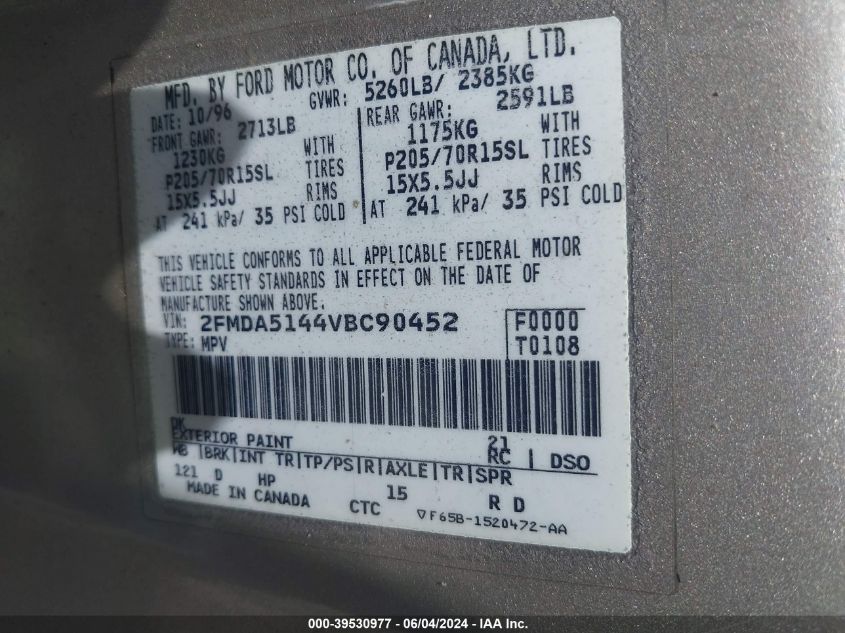 MFD. BY FORD MOTOR CO. OF CANADA, LTD.
DATE: 10/96 GVWR: 5260LB/ 2385KG
FRONT GAWR: 2713LB
1230KG WITH
P205/70R15SL TIRES
15X5.5JJ RIMS
AT 241 kPa/ 35 PSI COLD
REAR GAWR: 2591LB
1175KG WITH
P205/70R15SL TIRES
15X5.5JJ RIMS
AT 241 kPa/ 35 PSI COLD
THIS VEHICLE CONFORMS TO ALL APPLICABLE FEDERAL MOTOR
VEHICLE SAFETY STANDARDS IN EFFECT ON THE DATE OF
MANUFACTURE SHOWN ABOVE.
VIN: 2FMDA5144VBC90452 F0000
TYPE: MPV T0108
DK
EXTERIOR PAINT 21 RC DSO
WB |BRK|INT TR|TP/PS|R|AXLE|TR|SPR
121 D HP 15 R D
MADE IN CANADA CTC ▽F65B-1520472-AA
000-39530977 - 06/04/2024 - IAA Inc.